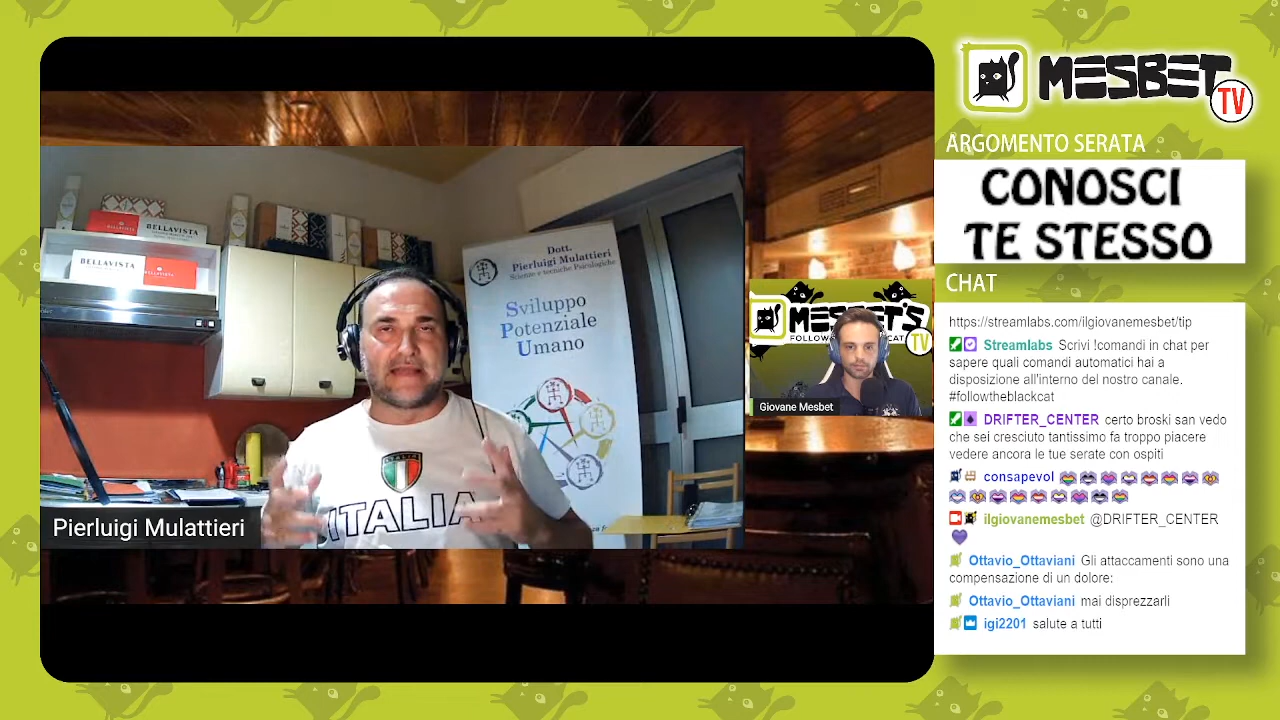 MESBET
TV
ARGOMENTO SERATA
CONOSCI
TE STESSO
CHAT
https://streamlabs.com/ilgiovanemesbet/tip
Streamlabs Scrivi !comandi in chat per
sapere quali comandi automatici hai a
disposizione all'interno del nostro canale.
#followtheblackcat
DRIFTER_CENTER certo broski san vedo
che sei cresciuto tantissimo fa troppo piacere
vedere ancora le tue serate con ospiti
consapevol
ilgiovanemesbet @DRIFTER_CENTER
Ottavio_Ottaviani Gli attaccamenti sono una
compensazione di un dolore:
Ottavio_Ottaviani mai disprezzarli
igi2201 salute a tutti
BELLAVISTA
BELLAVISTA
Dott.
Pierluigi Mulattieri
Scienze e tecniche Psicologiche
Sviluppo
Potenziale
Umano
ITALIA
ITALIA
Pierluigi Mulattieri
MESBET'S
TV
Giovane Mesbet